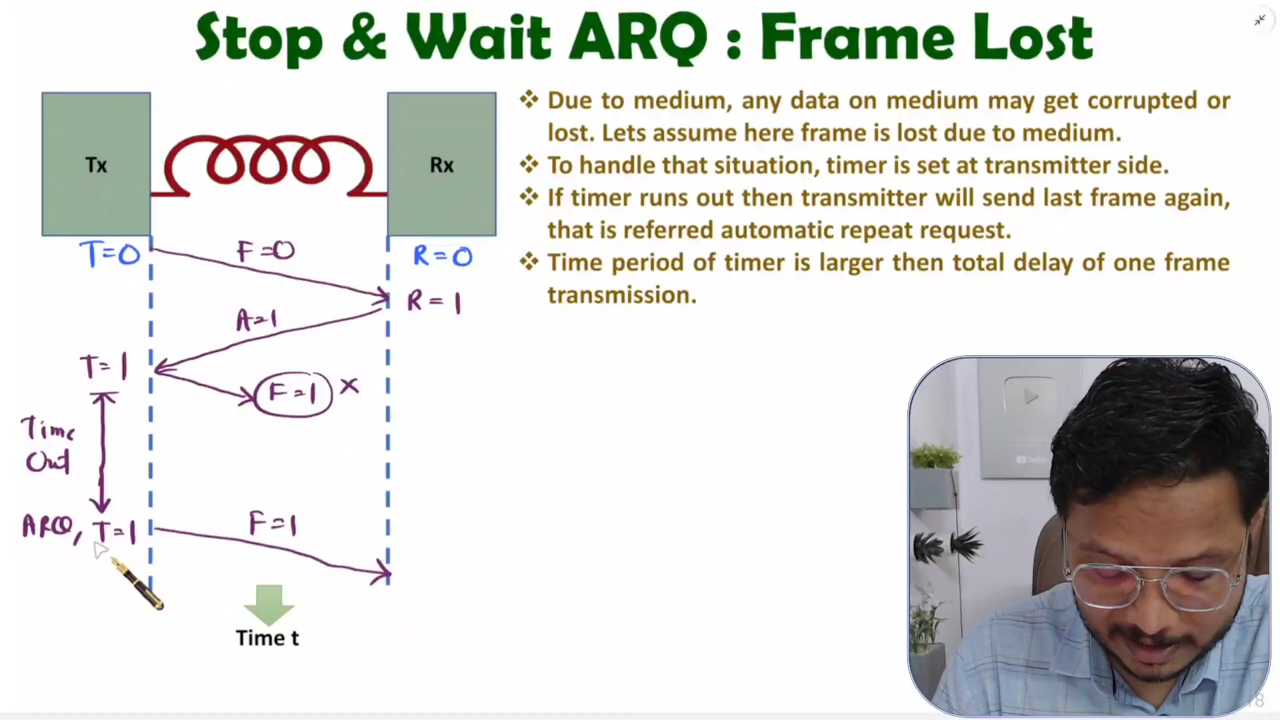 Stop & Wait ARQ : Frame Lost
Tx
Rx
❖ Due to medium, any data on medium may get corrupted or
lost. Lets assume here frame is lost due to medium.
❖ To handle that situation, timer is set at transmitter side.
❖ If timer runs out then transmitter will send last frame again,
that is referred automatic repeat request.
❖ Time period of timer is larger then total delay of one frame
transmission.
T=0
F=0
R=0
R=1
A=1
T=1
F=1 x
Time
Out
ARQ, T=1
F=1
Time t